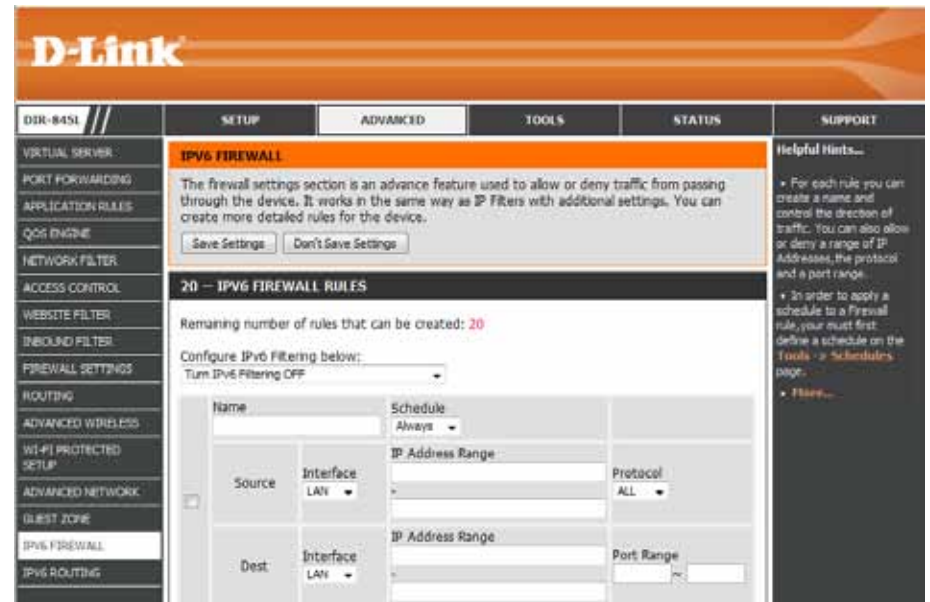 D-Link
DIR-845L
SETUP
ADVANCED
TOOLS
STATUS
SUPPORT
VIRTUAL SERVER
PORT FORWARDING
APPLICATION RULES
QOS ENGINE
NETWORK FILTER
ACCESS CONTROL
WEBSITE FILTER
INBOUND FILTER
FIREWALL SETTINGS
ROUTING
ADVANCED WIRELESS
WI-FI PROTECTED
SETUP
ADVANCED NETWORK
GUEST ZONE
IPV6 FIREWALL
IPV6 ROUTING
IPV6 FIREWALL
The firewall settings section is an advance feature used to allow or deny traffic from passing
through the device. It works in the same way as IP Filters with additional settings. You can
create more detailed rules for the device.
Save Settings
Don't Save Settings
20 – IPV6 FIREWALL RULES
Remaining number of rules that can be created: 20
Configure IPv6 Filtering below:
Turn IPv6 Filtering OFF
Name
Schedule
Always
Source
Interface
LAN
IP Address Range
-
Protocol
ALL
Dest
Interface
LAN
IP Address Range
-
Port Range
~
Helpful Hints...
• For each rule you can
create a name and
control the direction of
traffic. You can also allow
or deny a range of IP
Addresses,the protocol
and a port range.
• In order to apply a
schedule to a firewall
rule,your must first
define a schedule on the
Tools -> Schedules
page.
• More...